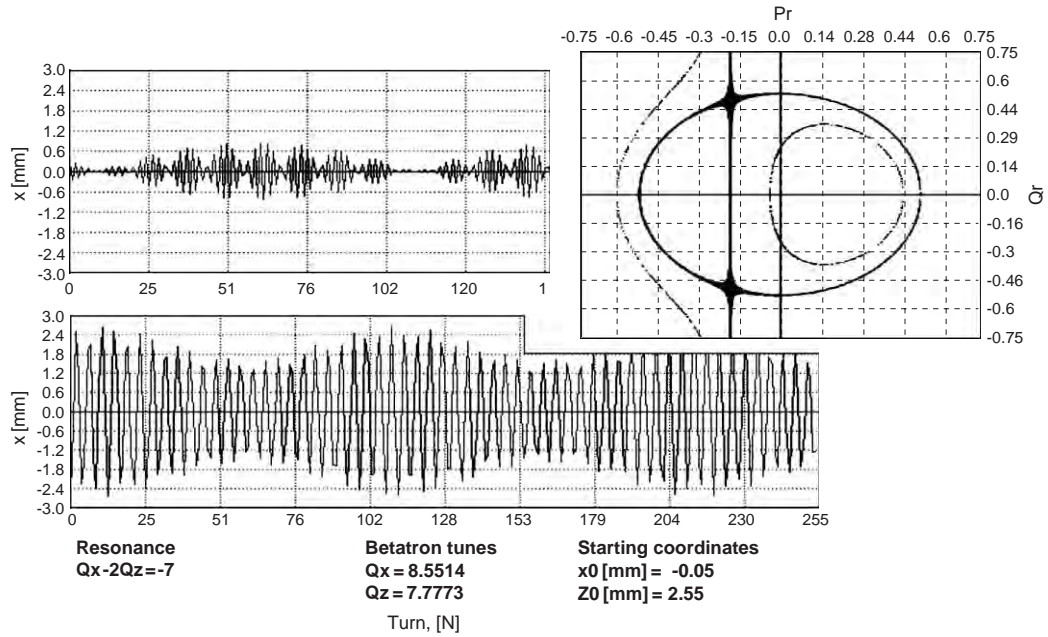 Pr
-0.75 -0.6 -0.45 -0.3 -0.15 0.0 0.14 0.28 0.44 0.6 0.75
0.75
0.6
0.44
0.29
0.14
0.0
-0.16
-0.3
-0.46
-0.6
-0.75
Qr
3.0
2.4
1.8
1.2
0.6
0.0
-0.6
-1.2
-1.8
-2.4
-3.0
x [mm]
0 25 51 76 102 120 1
3.0
2.4
1.8
1.2
0.6
0.0
-0.6
-1.2
-1.8
-2.4
-3.0
x [mm]
0 25 51 76 102 128 153 179 204 230 255
Resonance
Qx-2Qz=-7
Betatron tunes
Qx = 8.5514
Qz = 7.7773
Starting coordinates
x0 [mm] = -0.05
Z0 [mm] = 2.55
Turn, [N]